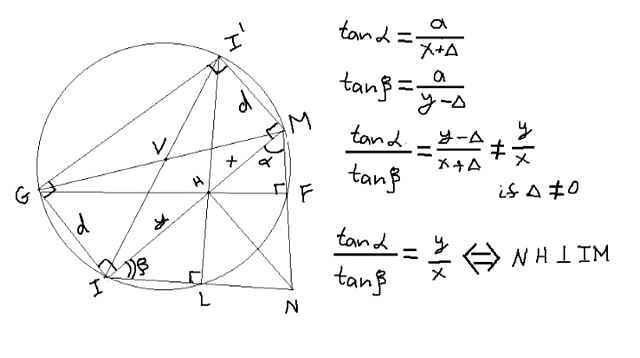 I'
tan α = a / x+Δ
d
tan β = a / y-Δ
M
V
x
α
tan α / tan β = y-Δ / x+Δ ≠ y / x
if Δ ≠ 0
H
G
F
d
y
tan α / tan β = y / x ⟺ NH ⊥ IM
β
I
L
N